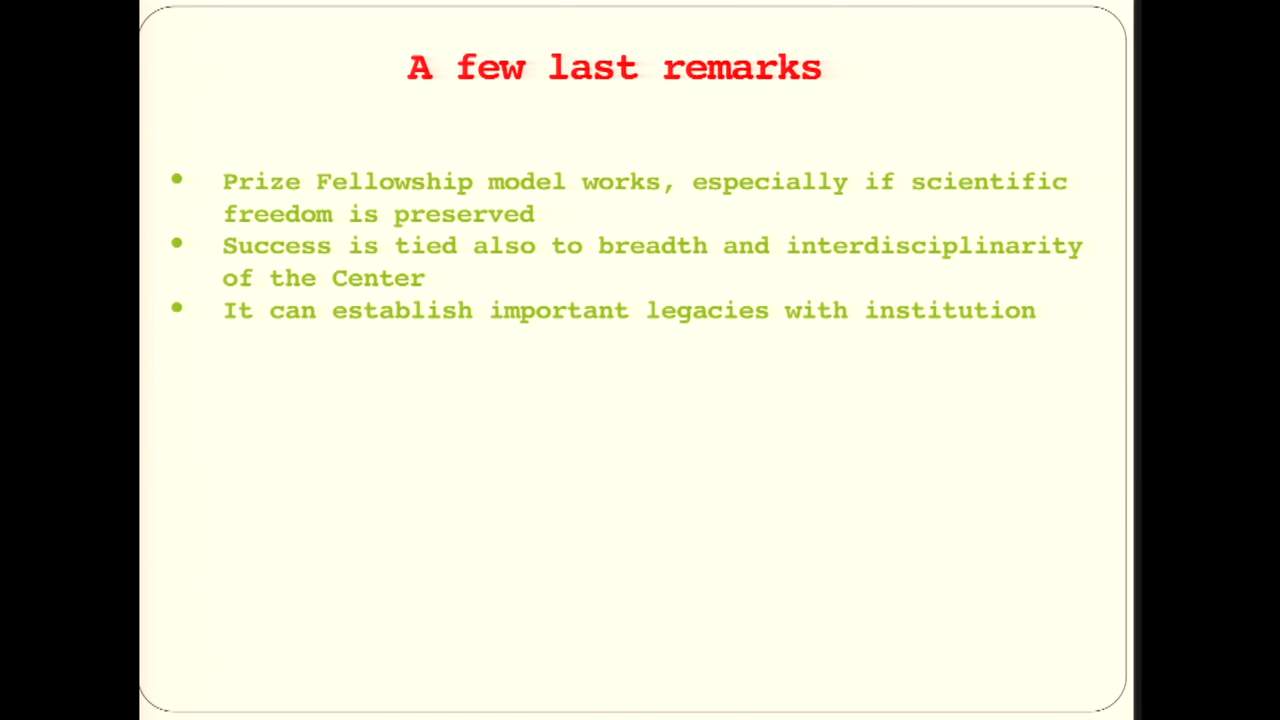 A few last remarks
• Prize Fellowship model works, especially if scientific
freedom is preserved
• Success is tied also to breadth and interdisciplinarity
of the Center
• It can establish important legacies with institution